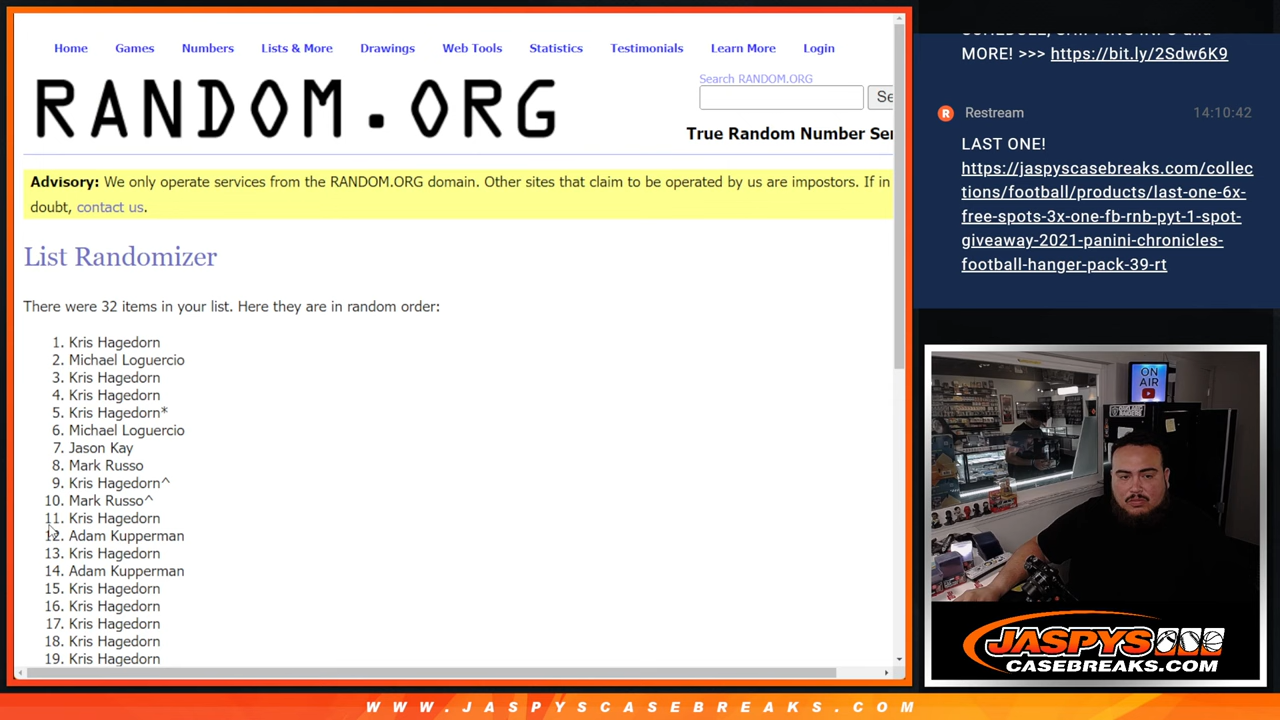 Home Games Numbers Lists & More Drawings Web Tools Statistics Testimonials Learn More Login
RANDOM.ORG
Search RANDOM.ORG
Se
True Random Number Ser
Advisory: We only operate services from the RANDOM.ORG domain. Other sites that claim to be operated by us are impostors. If in
doubt, contact us.
List Randomizer
There were 32 items in your list. Here they are in random order:
1. Kris Hagedorn
2. Michael Loguercio
3. Kris Hagedorn
4. Kris Hagedorn
5. Kris Hagedorn*
6. Michael Loguercio
7. Jason Kay
8. Mark Russo
9. Kris Hagedorn^
10. Mark Russo^
11. Kris Hagedorn
12. Adam Kupperman
13. Kris Hagedorn
14. Adam Kupperman
15. Kris Hagedorn
16. Kris Hagedorn
17. Kris Hagedorn
18. Kris Hagedorn
19. Kris Hagedorn
MORE! >>> https://bit.ly/2Sdw6K9
R Restream 14:10:42
LAST ONE!
https://jaspyscasebreaks.com/collec
tions/football/products/last-one-6x-
free-spots-3x-one-fb-rnb-pyt-1-spot-
giveaway-2021-panini-chronicles-
football-hanger-pack-39-rt
ON
AIR
JASPYS
CASEBREAKS.COM
WWW.JASPYSCASEBREAKS.COM